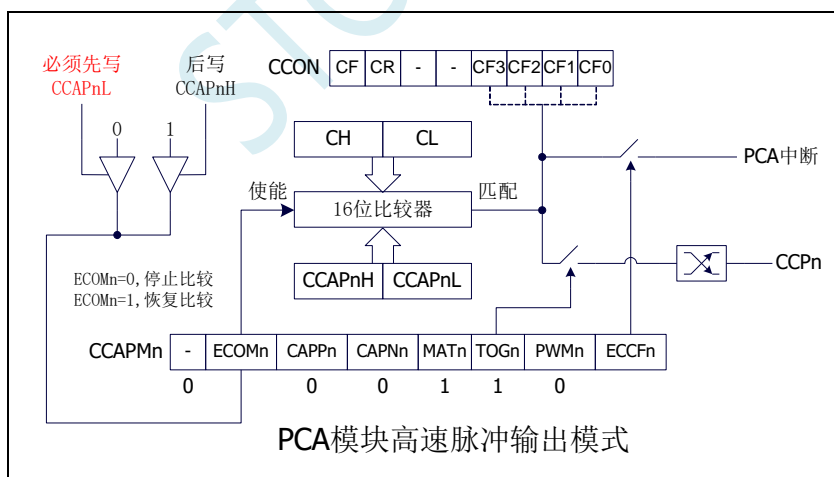 必须先写
CCAPnL
后写
CCAPnH
0
1
CCON CF CR - - CF3 CF2 CF1 CF0
CH CL
使能
16位比较器
匹配
PCA中断
CCAPnH CCAPnL
CCPn
ECOMn=0,停止比较
ECOMn=1,恢复比较
CCAPMn - ECOMn CAPPn CAPNn MATn TOGn PWMn ECCFn
0 0 0 1 1 0
PCA模块高速脉冲输出模式
STC